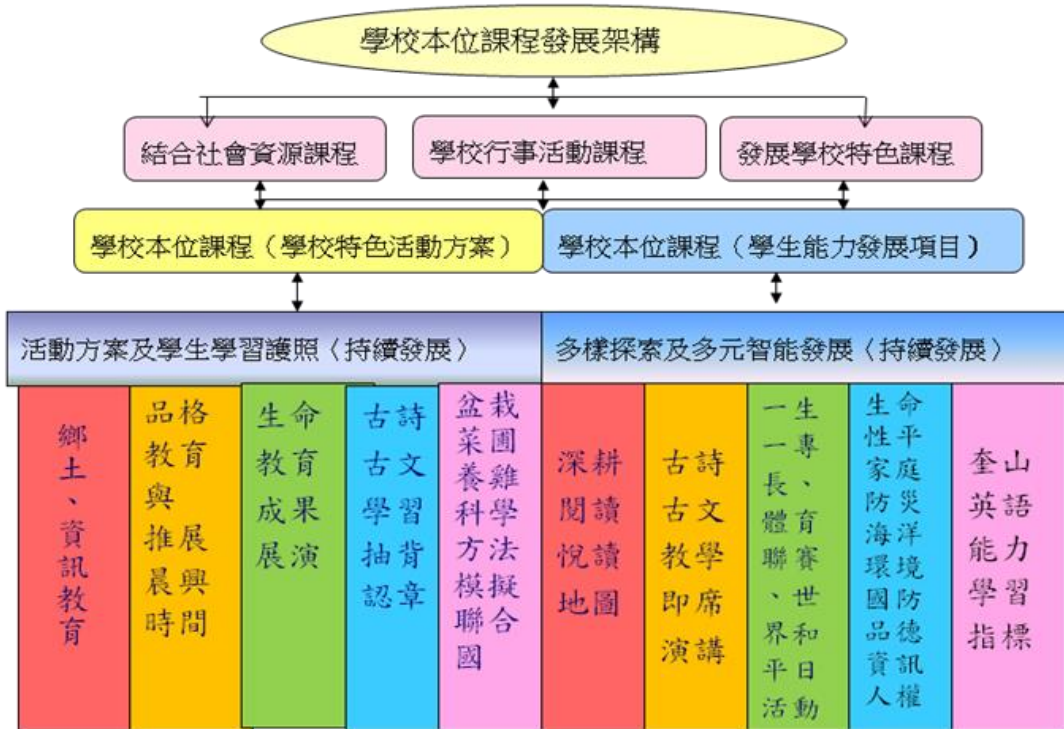 學校本位課程發展架構
結合社會資源課程
學校行事活動課程
發展學校特色課程
學校本位課程（學校特色活動方案）
學校本位課程（學生能力發展項目）
活動方案及學生學習護照〈持續發展〉
多樣探索及多元智能發展〈持續發展〉
鄉土、資訊教育
品格
教育
與
推展
晨興
時間
生命
教育
成果
展演
古詩
古文
學習
抽背
認章
盆栽
菜圃
養雞
科學
方法
模擬
聯合
國
深耕
閱讀
悅讀
地圖
古詩
古文
教學
即席
演講
一生
一專
長、
體育
聯賽
、世
界和
平日
活動
生命
性平
家庭
防災
海洋
環境
國防
品德
資訊
人權
奎山
英語
能力
學習
指標